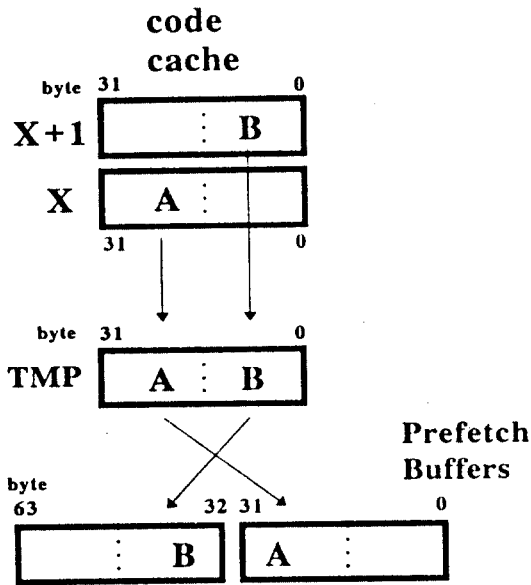 code
cache
byte 31 0
X+1 B
X A
31 0
byte 31 0
TMP A B
Prefetch
Buffers
byte
63 32 31 0
B A